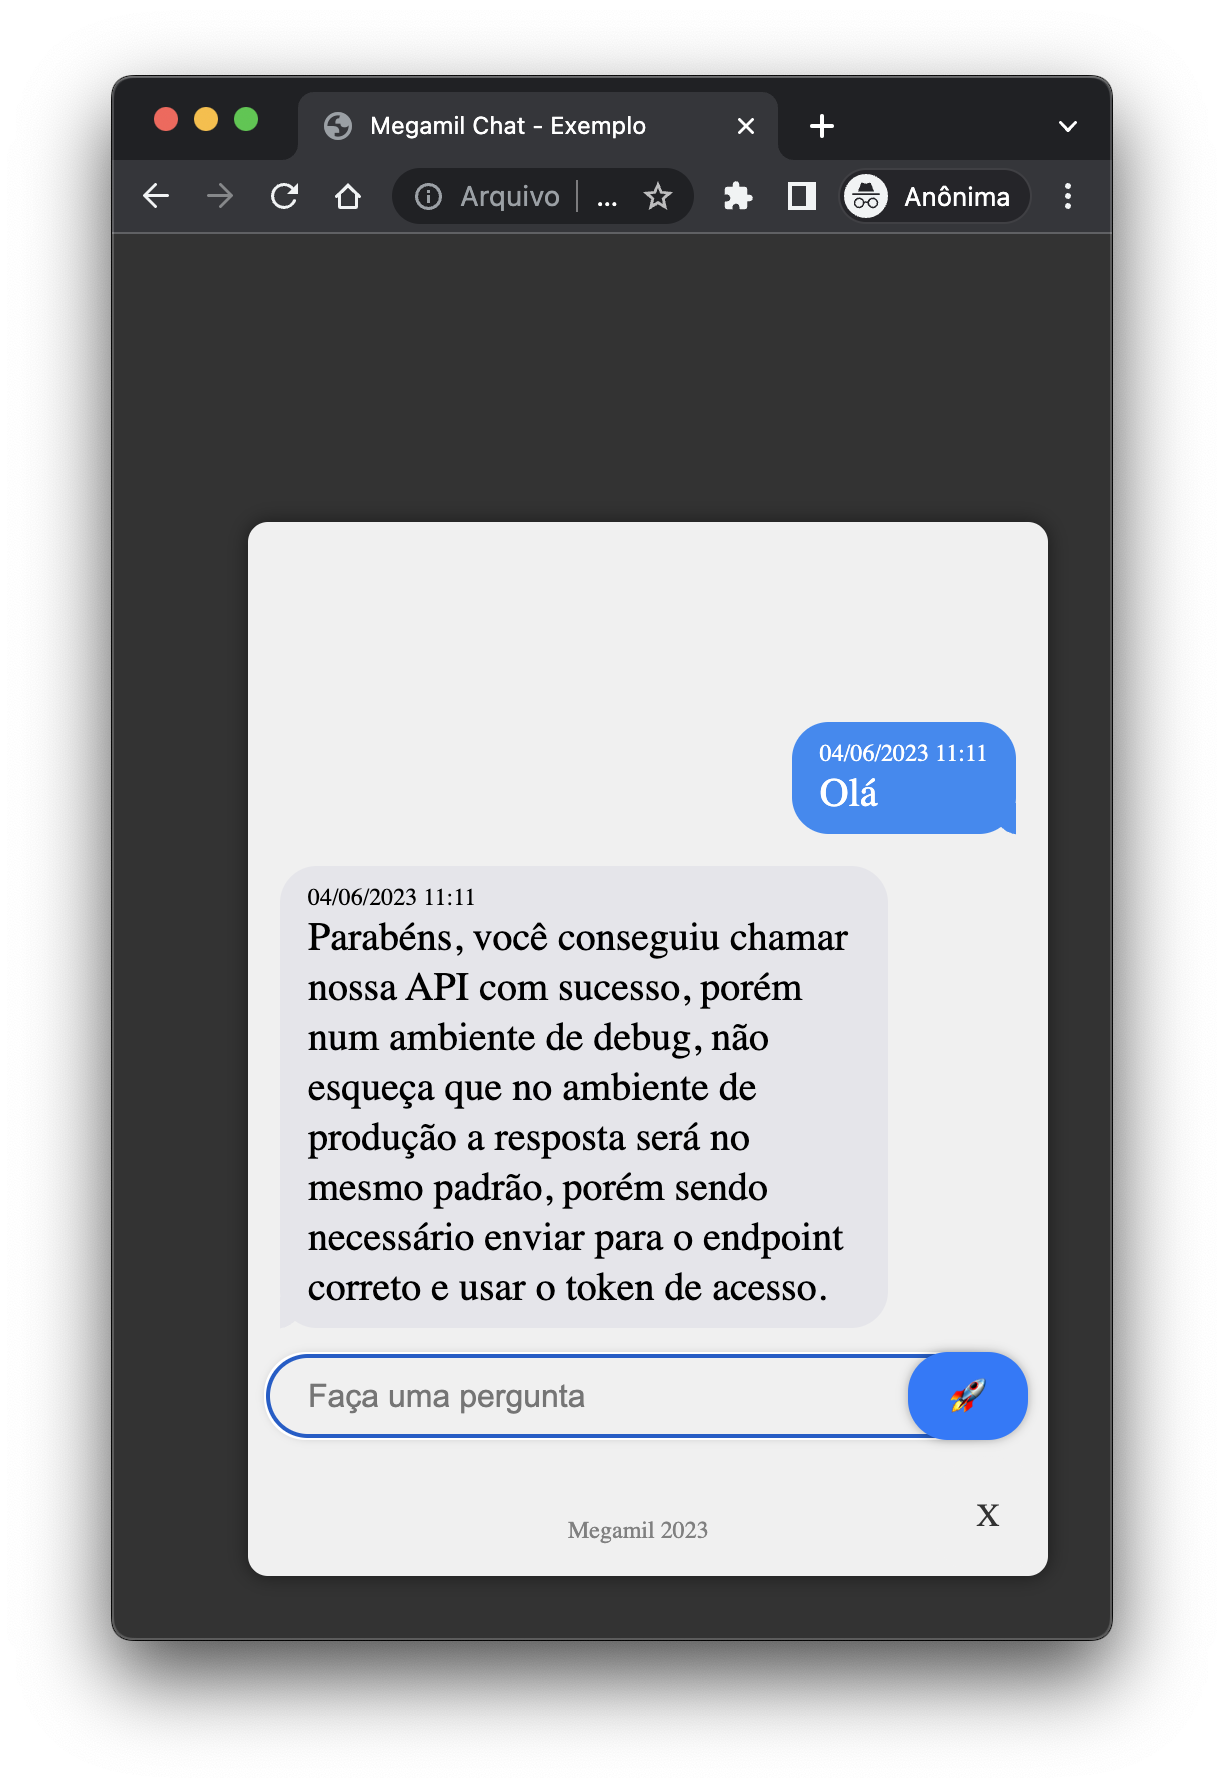 Megamil Chat - Exemplo
Arquivo | ...
Anônima
04/06/2023 11:11
Olá
04/06/2023 11:11
Parabéns, você conseguiu chamar
nossa API com sucesso, porém
num ambiente de debug, não
esqueça que no ambiente de
produção a resposta será no
mesmo padrão, porém sendo
necessário enviar para o endpoint
correto e usar o token de acesso.
Faça uma pergunta
X
Megamil 2023